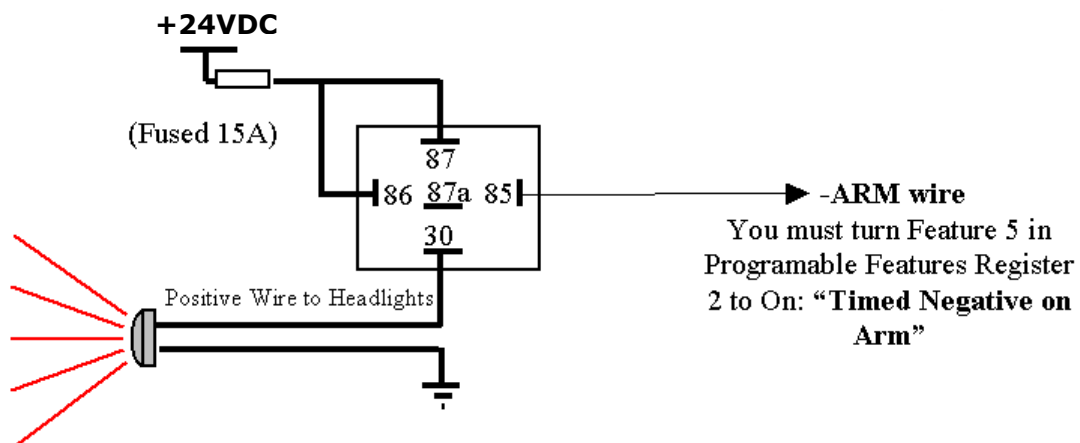 +24VDC
(Fused 15A)
87
86 87a 85
30
-ARM wire
You must turn Feature 5 in
Programable Features Register
2 to On: “Timed Negative on
Arm”
Positive Wire to Headlights